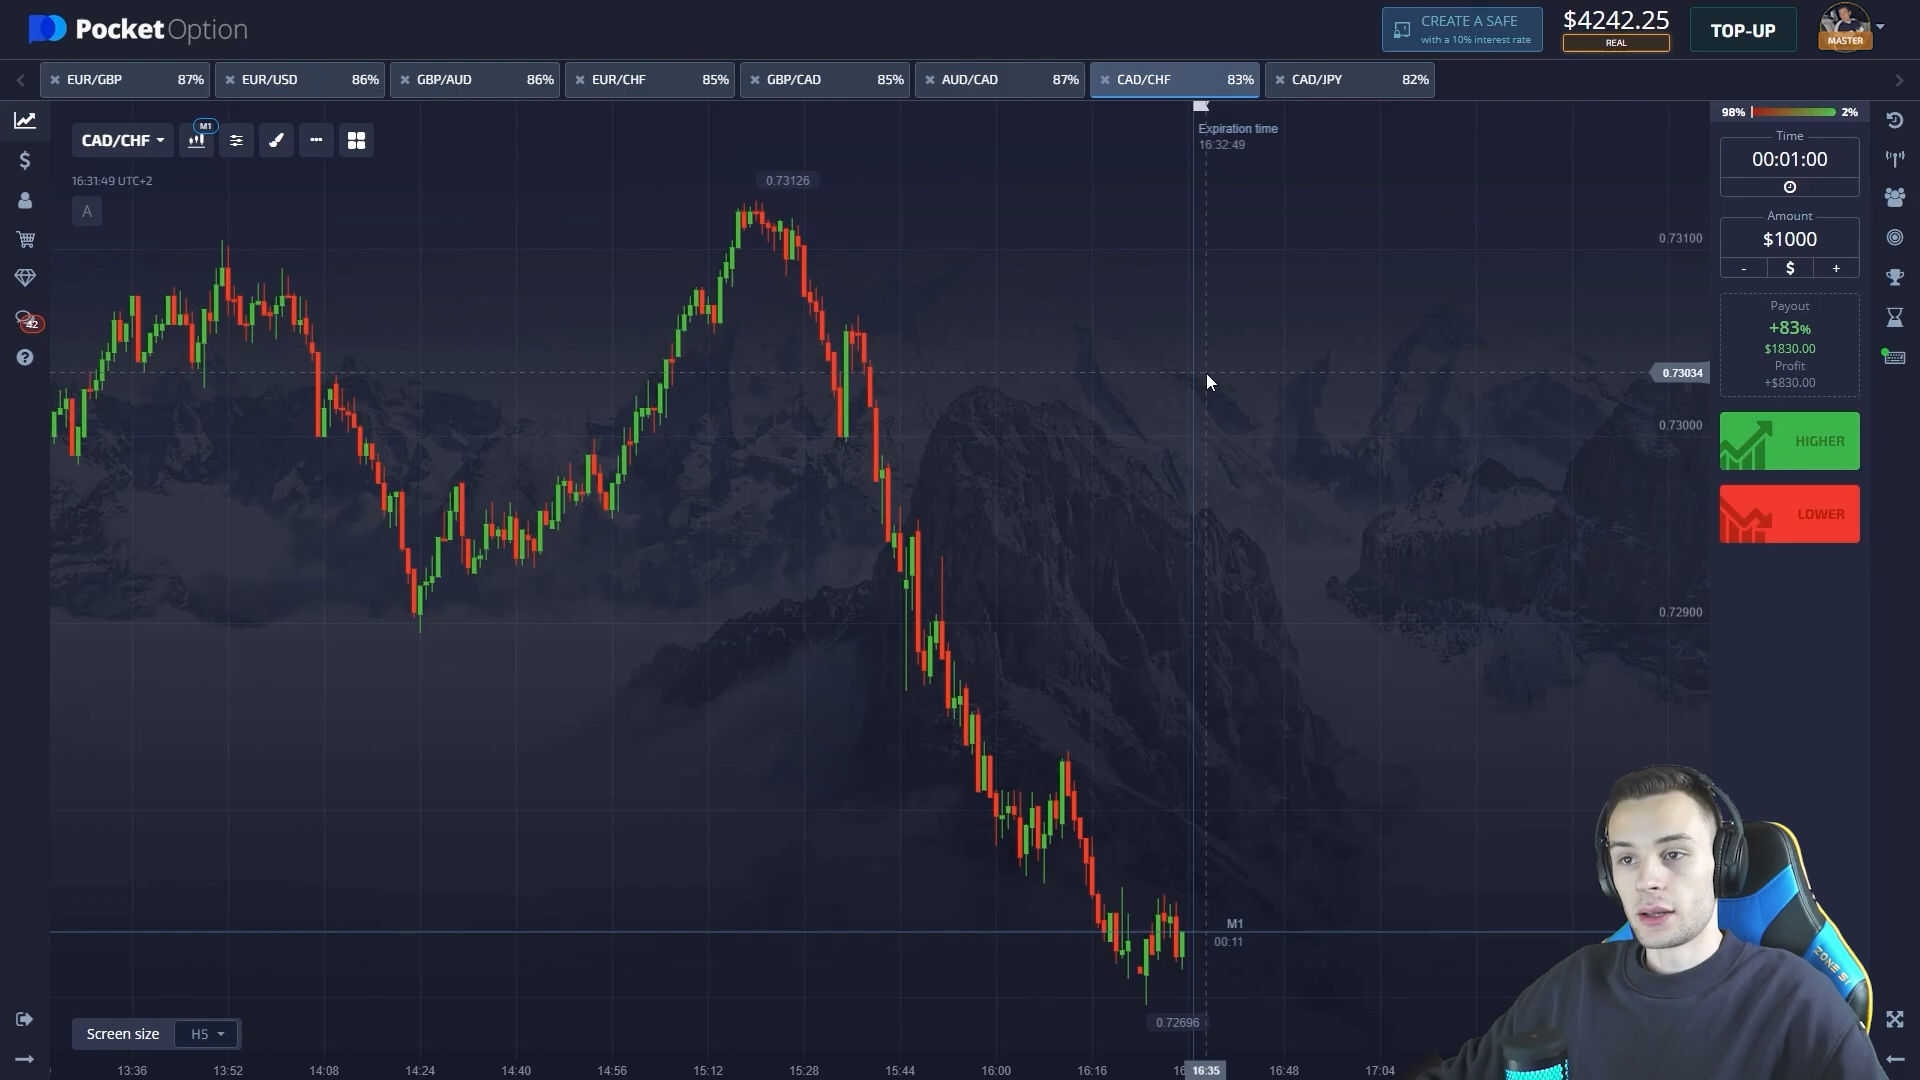 PocketOption
CREATE A SAFE
with a 10% interest rate
$4242.25
REAL
TOP-UP
MASTER
EUR/GBP 87%
EUR/USD 86%
GBP/AUD 86%
EUR/CHF 85%
GBP/CAD 85%
AUD/CAD 87%
CAD/CHF 83%
CAD/JPY 82%
CAD/CHF
M1
16:31:49 UTC+2
A
Expiration time
16:32:49
0.73126
0.73100
0.73034
0.73000
0.72900
M1
00:11
0.72696
98% 2%
Time
00:01:00
Amount
$1000
- $ +
Payout
+83%
$1830.00
Profit
+$830.00
HIGHER
LOWER
42
ZONE 51
Screen size H5
13:36 13:52 14:08 14:24 14:40 14:56 15:12 15:28 15:44 16:00 16:16 16:35 16:48 17:04